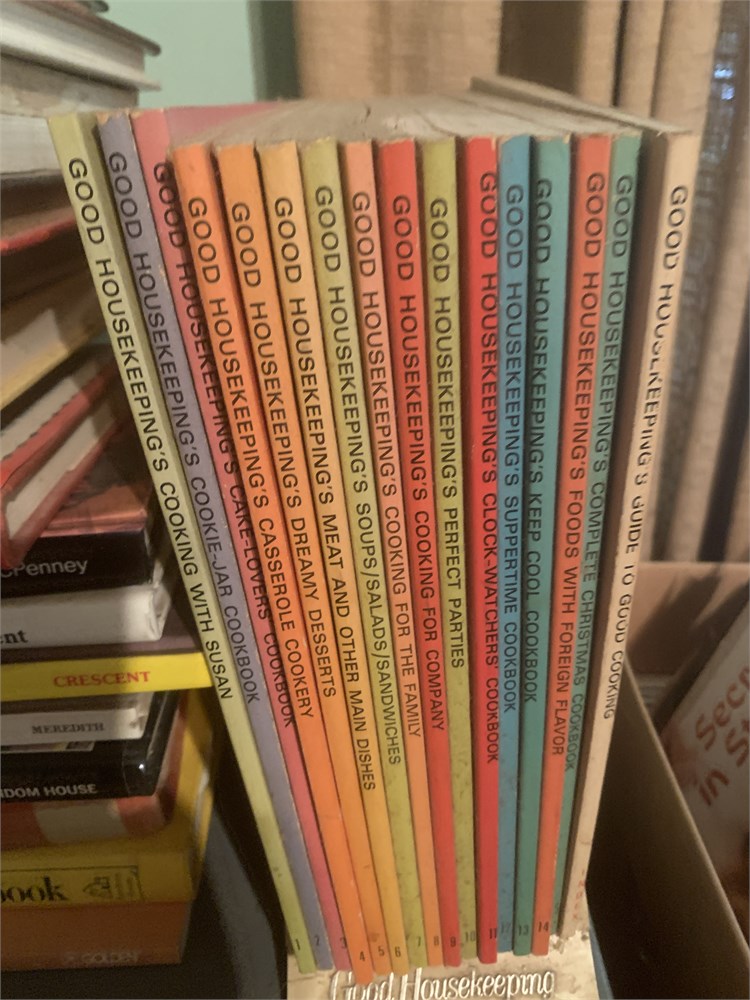 GOOD HOUSEKEEPING'S COOKING WITH SUSAN 1
GOOD HOUSEKEEPING'S COOKIE-JAR COOKBOOK 2
GOOD HOUSEKEEPING'S CAKE-LOVERS' COOKBOOK 3
GOOD HOUSEKEEPING'S CASSEROLE COOKERY 4
GOOD HOUSEKEEPING'S DREAMY DESSERTS 5
GOOD HOUSEKEEPING'S MEAT AND OTHER MAIN DISHES 6
GOOD HOUSEKEEPING'S SOUPS/SALADS/SANDWICHES 7
GOOD HOUSEKEEPING'S COOKING FOR THE FAMILY 8
GOOD HOUSEKEEPING'S COOKING FOR COMPANY 9
GOOD HOUSEKEEPING'S PERFECT PARTIES 10
GOOD HOUSEKEEPING'S CLOCK-WATCHERS' COOKBOOK 11
GOOD HOUSEKEEPING'S SUPPERTIME COOKBOOK 12
GOOD HOUSEKEEPING'S KEEP COOL COOKBOOK 13
GOOD HOUSEKEEPING'S FOODS WITH FOREIGN FLAVOR 14
GOOD HOUSEKEEPING'S COMPLETE CHRISTMAS COOKBOOK
GOOD HOUSEKEEPING'S GUIDE TO GOOD COOKING
Good Housekeeping
CPenney
ent
CRESCENT
MEREDITH
NDOM HOUSE
ook
GOLDEN
Secr
in S